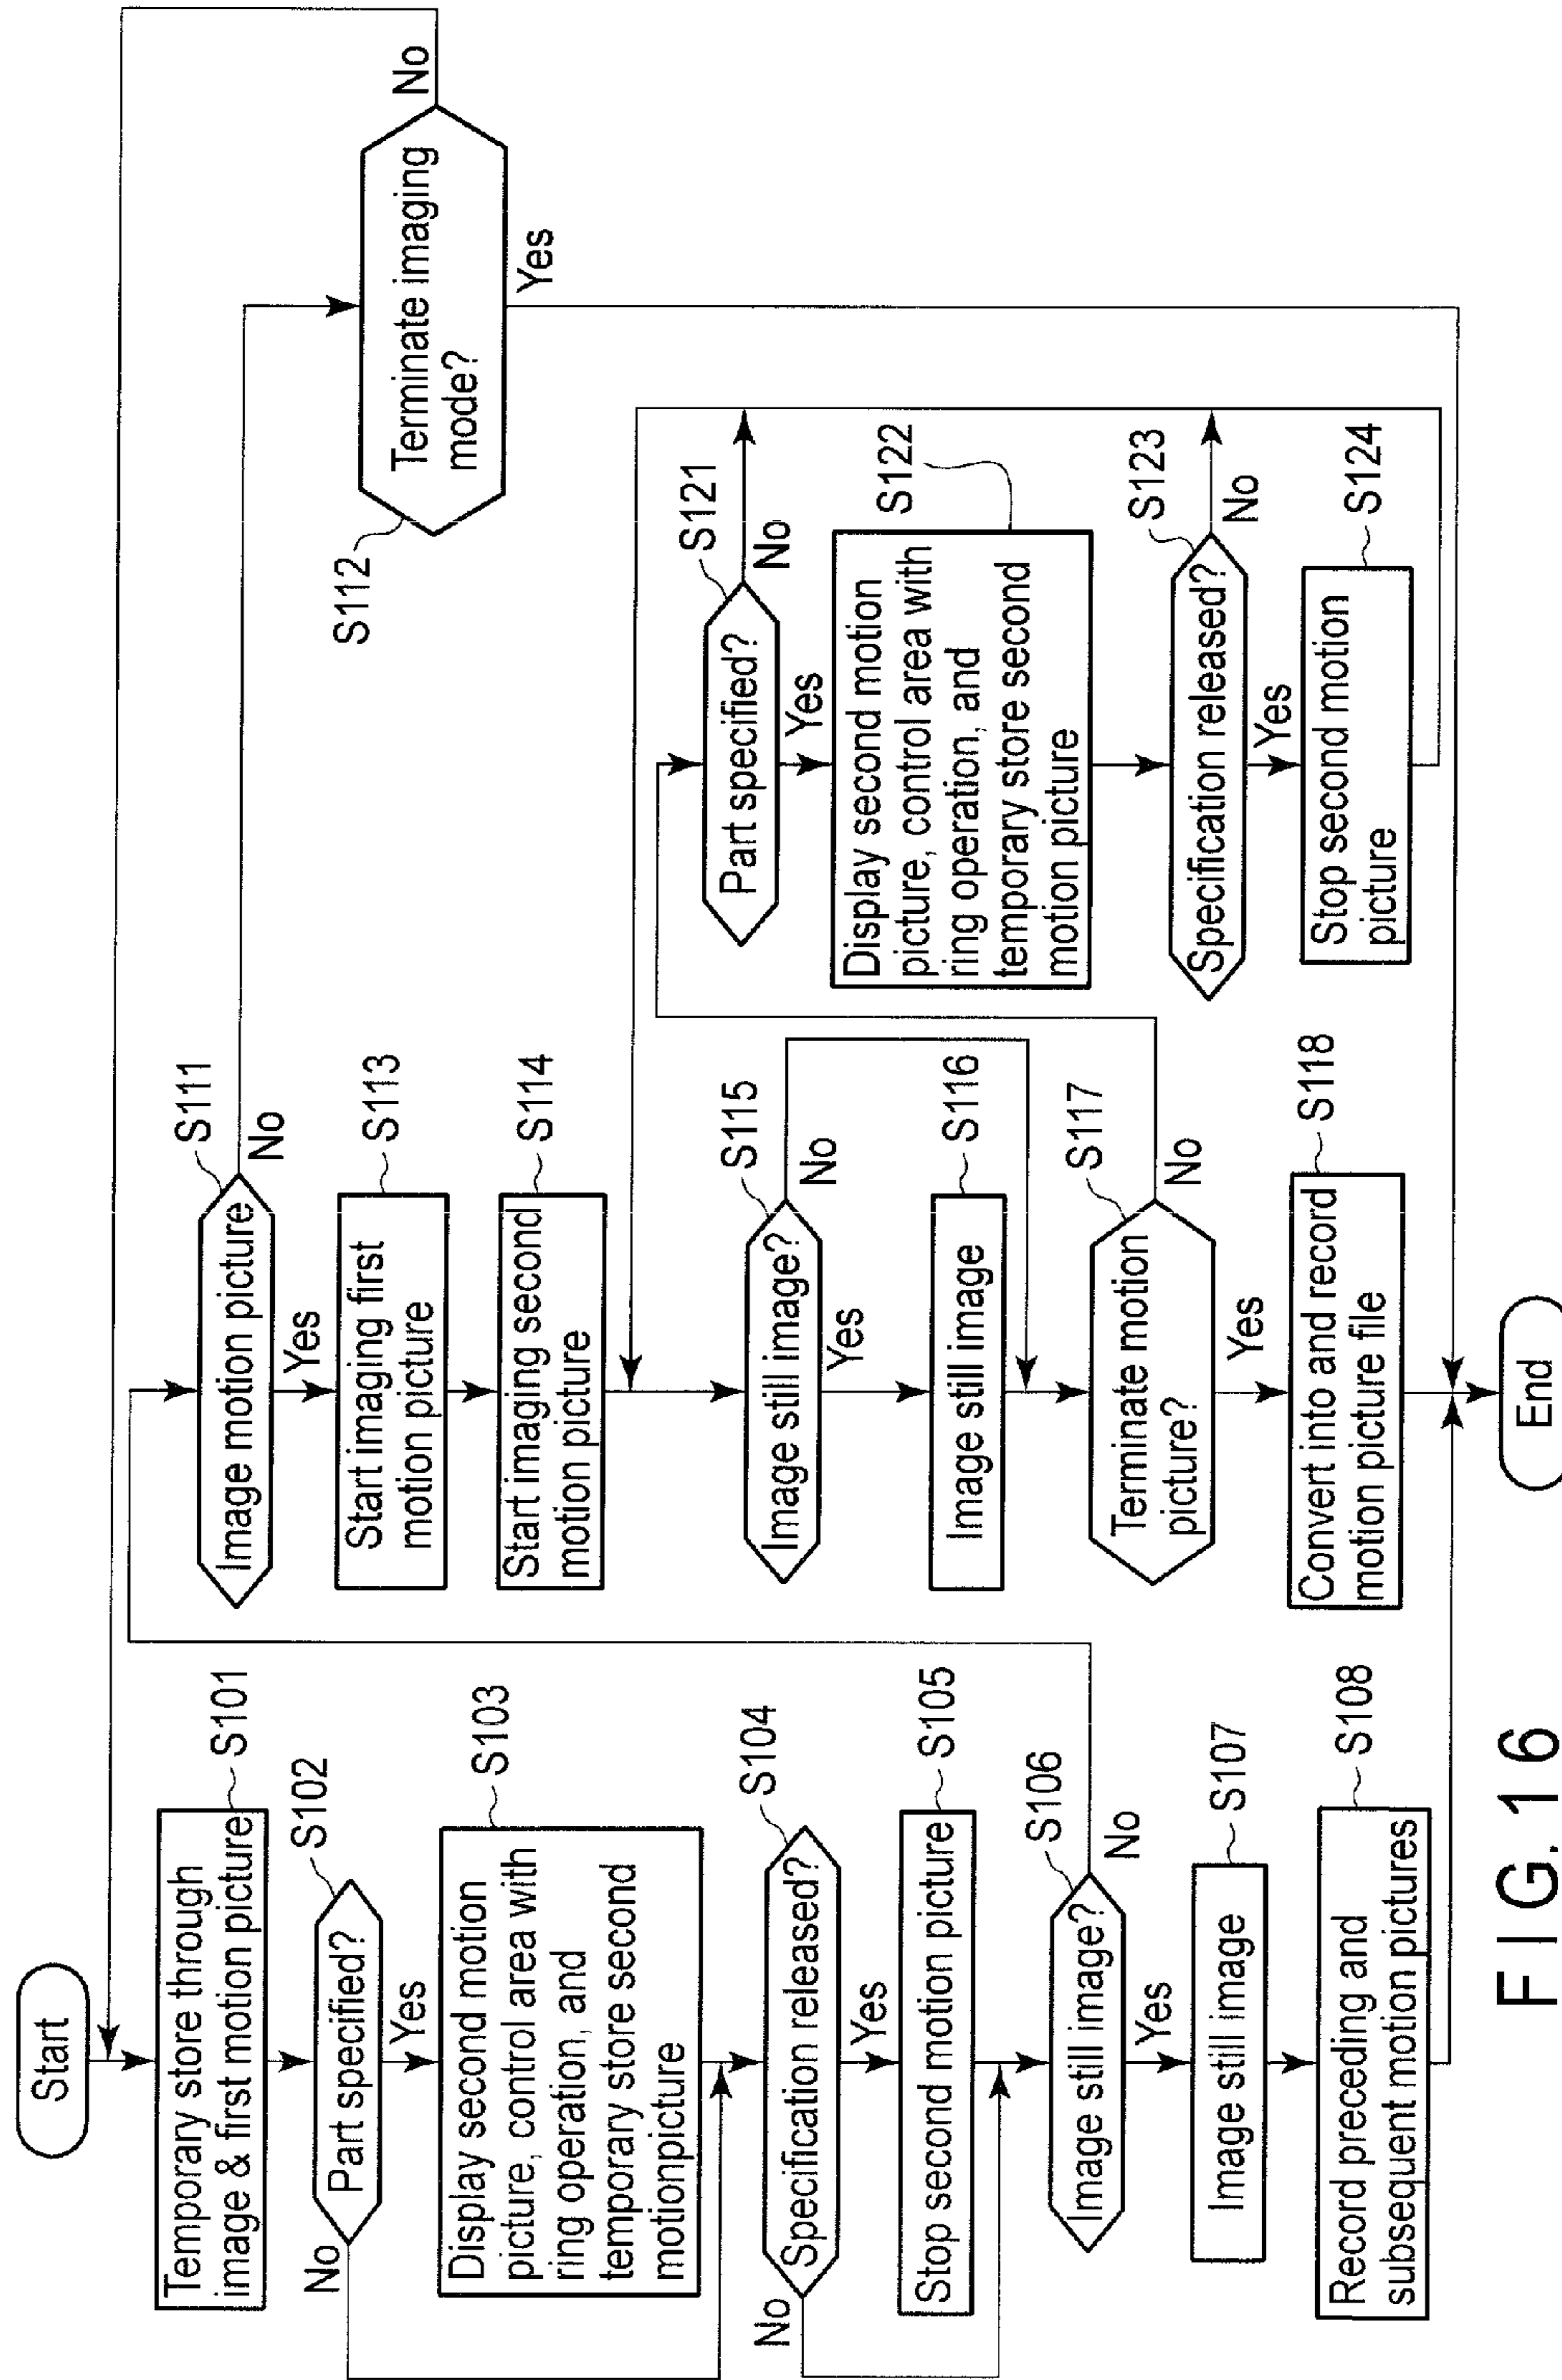 Start
Temporary store through
image & first motion picture
S101
Part specified?
S102
No
Yes
Display second motion
picture, control area with
ring operation, and
temporary store second
motionpicture
S103
Specification released?
S104
No
Yes
Stop second motion picture
S105
Image still image?
S106
No
Yes
Image still image
S107
Record preceding and
subsequent motion pictures
S108
Image motion picture
S111
No
Yes
Start imaging first
motion picture
S113
Start imaging second
motion picture
S114
Image still image?
S115
No
Yes
Image still image
S116
Terminate motion
picture?
S117
No
Yes
Convert into and record
motion picture file
S118
End
Terminate imaging
mode?
S112
No
Yes
Part specified?
S121
No
Yes
Display second motion
picture, control area with
ring operation, and
temporary store second
motion picture
S122
Specification released?
S123
No
Yes
Stop second motion
picture
S124
FIG. 16